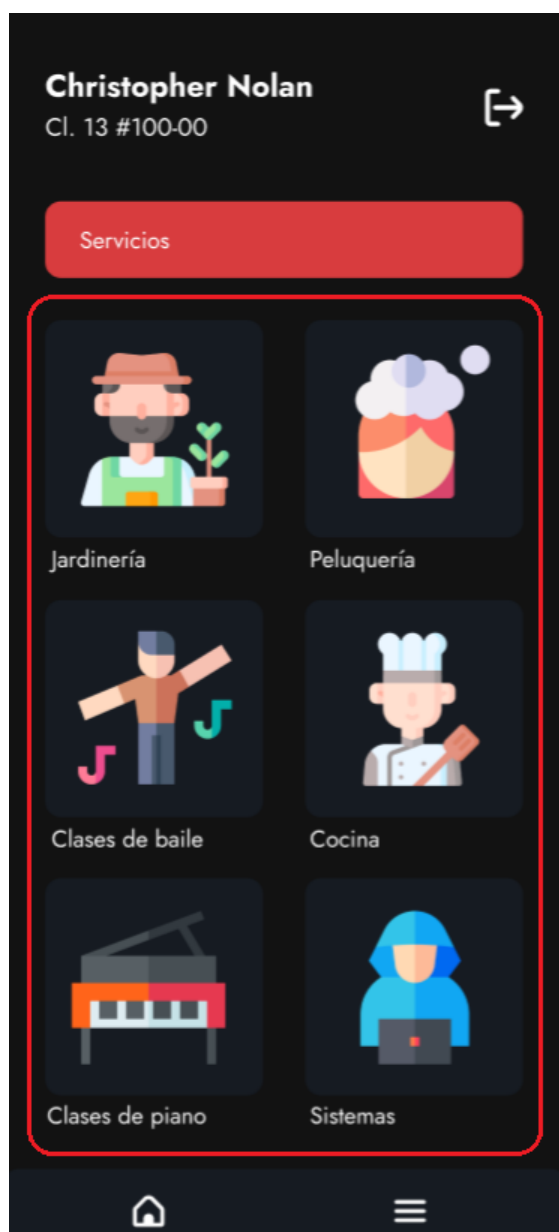 Christopher Nolan
Cl. 13 #100-00
Servicios
Jardinería
Peluquería
Clases de baile
Cocina
Clases de piano
Sistemas